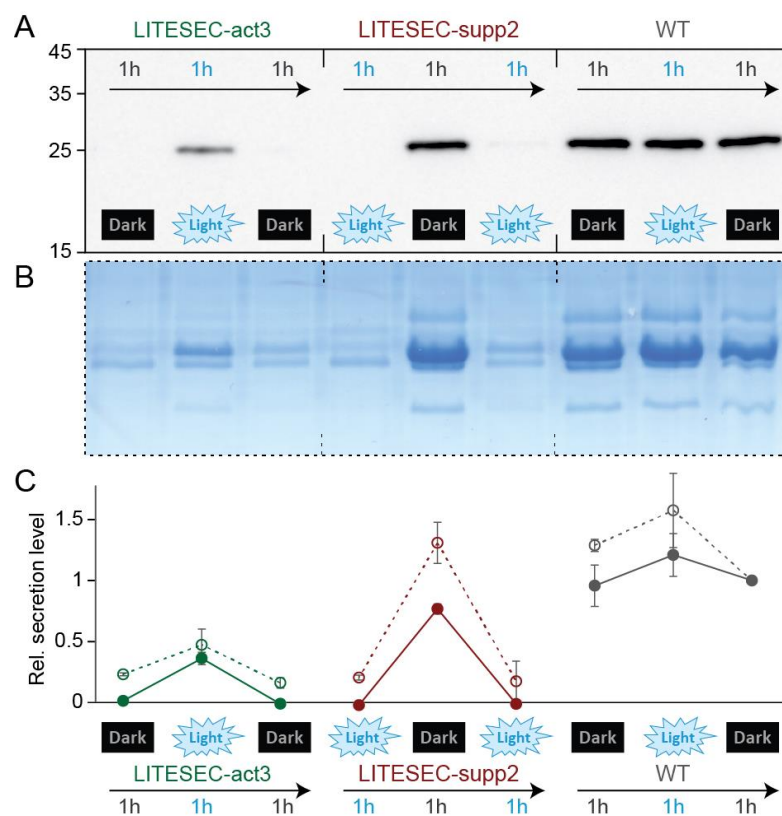 A
LITESEC-act3 LITESEC-supp2 WT
45
35
25
15
1h 1h 1h 1h 1h 1h 1h 1h 1h
Dark Light Dark Light Dark Light Dark Light Dark
B
C
Rel. secretion level
1.5
1
0.5
0
Dark Light Dark Light Dark Light Dark Light Dark
LITESEC-act3 LITESEC-supp2 WT
1h 1h 1h 1h 1h 1h 1h 1h 1h